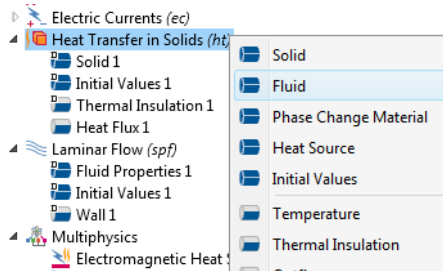 Electric Currents (ec)
Heat Transfer in Solids (ht)
Solid 1
Initial Values 1
Thermal Insulation 1
Heat Flux 1
Laminar Flow (spf)
Fluid Properties 1
Initial Values 1
Wall 1
Multiphysics
Electromagnetic Heat
Solid
Fluid
Phase Change Material
Heat Source
Initial Values
Temperature
Thermal Insulation